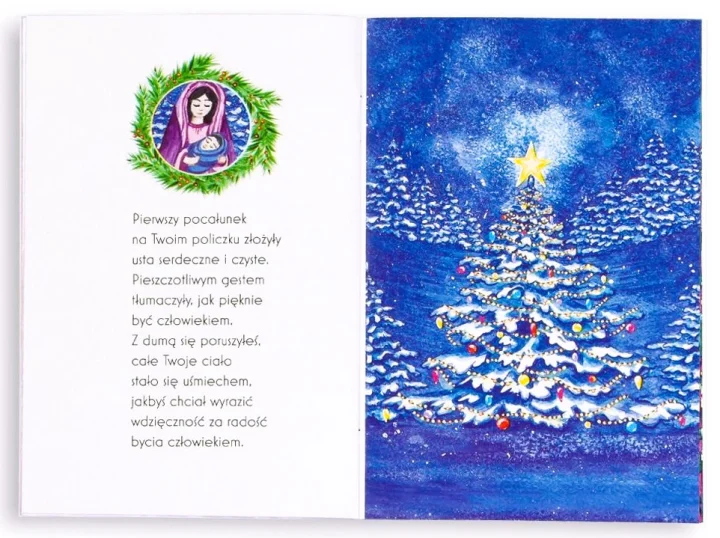 Pierwszy pocałunek
na Twoim policzku złożyły
usta serdeczne i czyste.
Pieszczotliwym gestem
tłumaczyły, jak pięknie
być człowiekiem.
Z dumą się poruszyłeś,
całe Twoje ciało
stało się uśmiechem,
jakbyś chciał wyrazić
wdzięczność za radość
bycia człowiekiem.